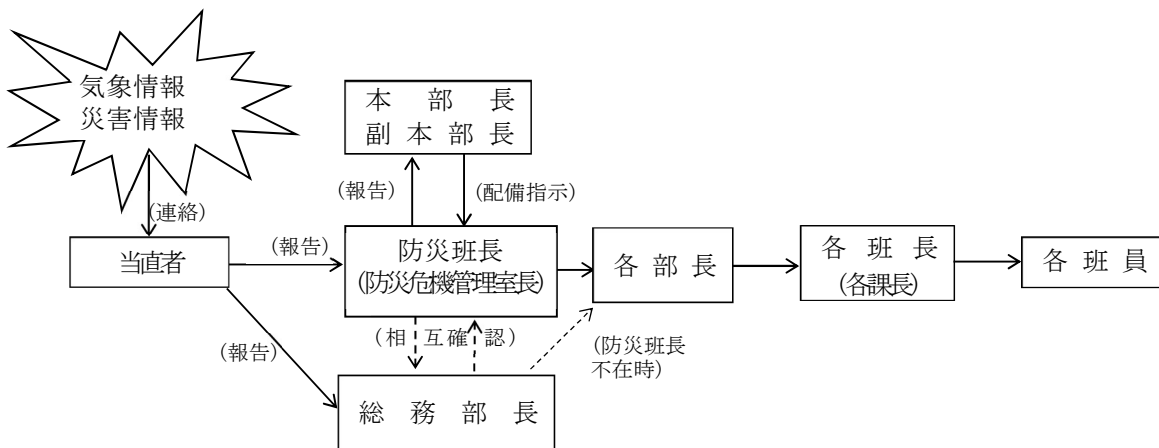 気象情報
災害情報
本部長
副本部長
(報告)
(配備指示)
(連絡)
当直者
(報告)
防災班長
(防災危機管理室長)
各部長
各班長
(各課長)
各班員
(相互確認)
(報告)
(防災班長
不在時)
総務部長